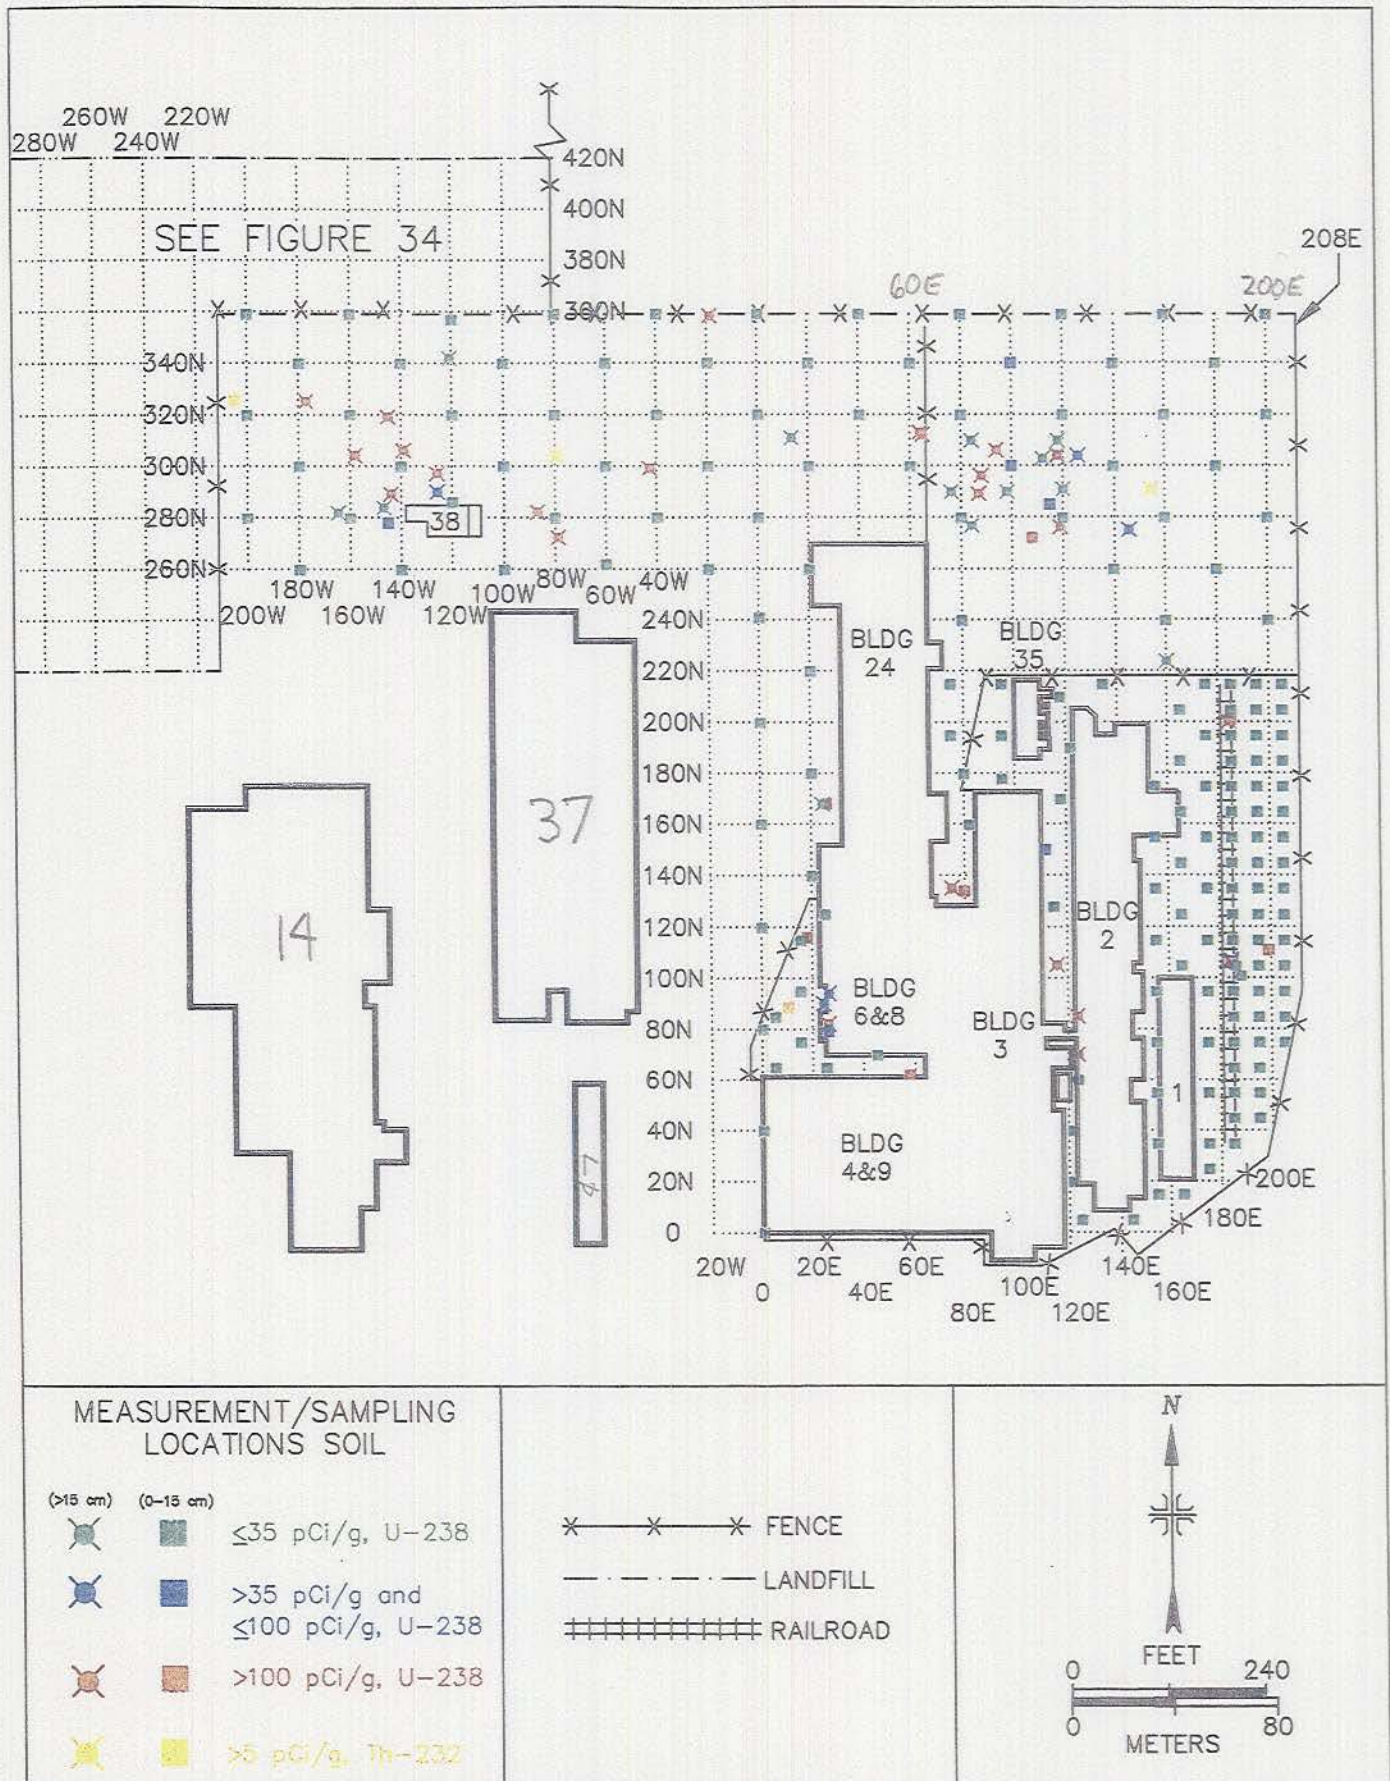 260W 220W
280W 240W
420N
400N
SEE FIGURE 34
380N
208E
60E 200E
360N
340N
320N
300N
280N
38
260N
180W 140W 100W 80W 40W
200W 160W 120W 60W
240N
BLDG
24
BLDG
35
220N
200N
180N
37
160N
140N
14
120N
BLDG
2
100N
BLDG
6&8
BLDG
3
80N
60N
1
40N
BLDG
4&9
47
20N
200E
0
180E
20W 20E 60E 100E 140E
0 40E 80E 120E 160E
MEASUREMENT/SAMPLING
LOCATIONS SOIL
(>15 cm) (0-15 cm)
≤35 pCi/g, U-238
>35 pCi/g and
≤100 pCi/g, U-238
>100 pCi/g, U-238
>5 pCi/g, Th-232
FENCE
LANDFILL
RAILROAD
N
FEET
0 240
0 80
METERS